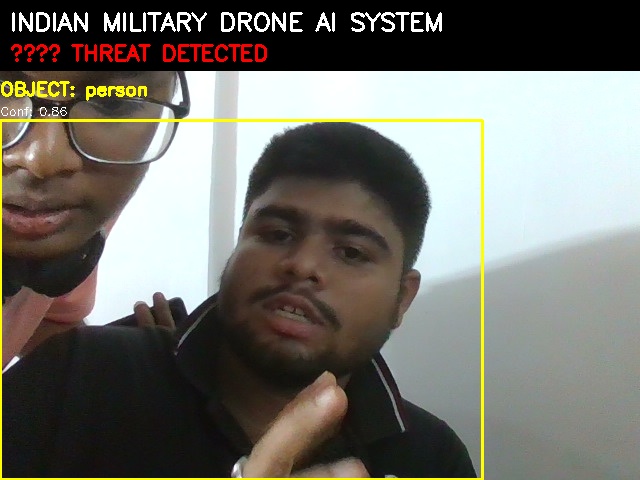 INDIAN MILITARY DRONE AI SYSTEM
???? THREAT DETECTED
OBJECT: person
Conf: 0.86